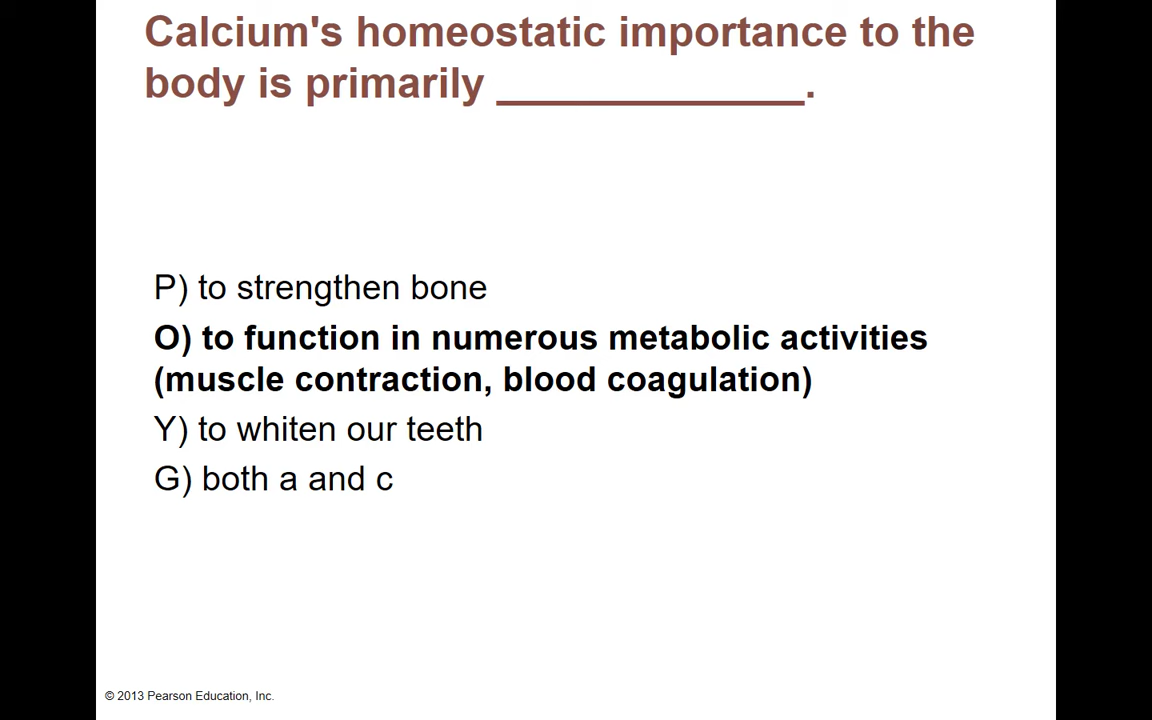 Calcium's homeostatic importance to the
body is primarily _____________.
P) to strengthen bone
O) to function in numerous metabolic activities
(muscle contraction, blood coagulation)
Y) to whiten our teeth
G) both a and c
© 2013 Pearson Education, Inc.